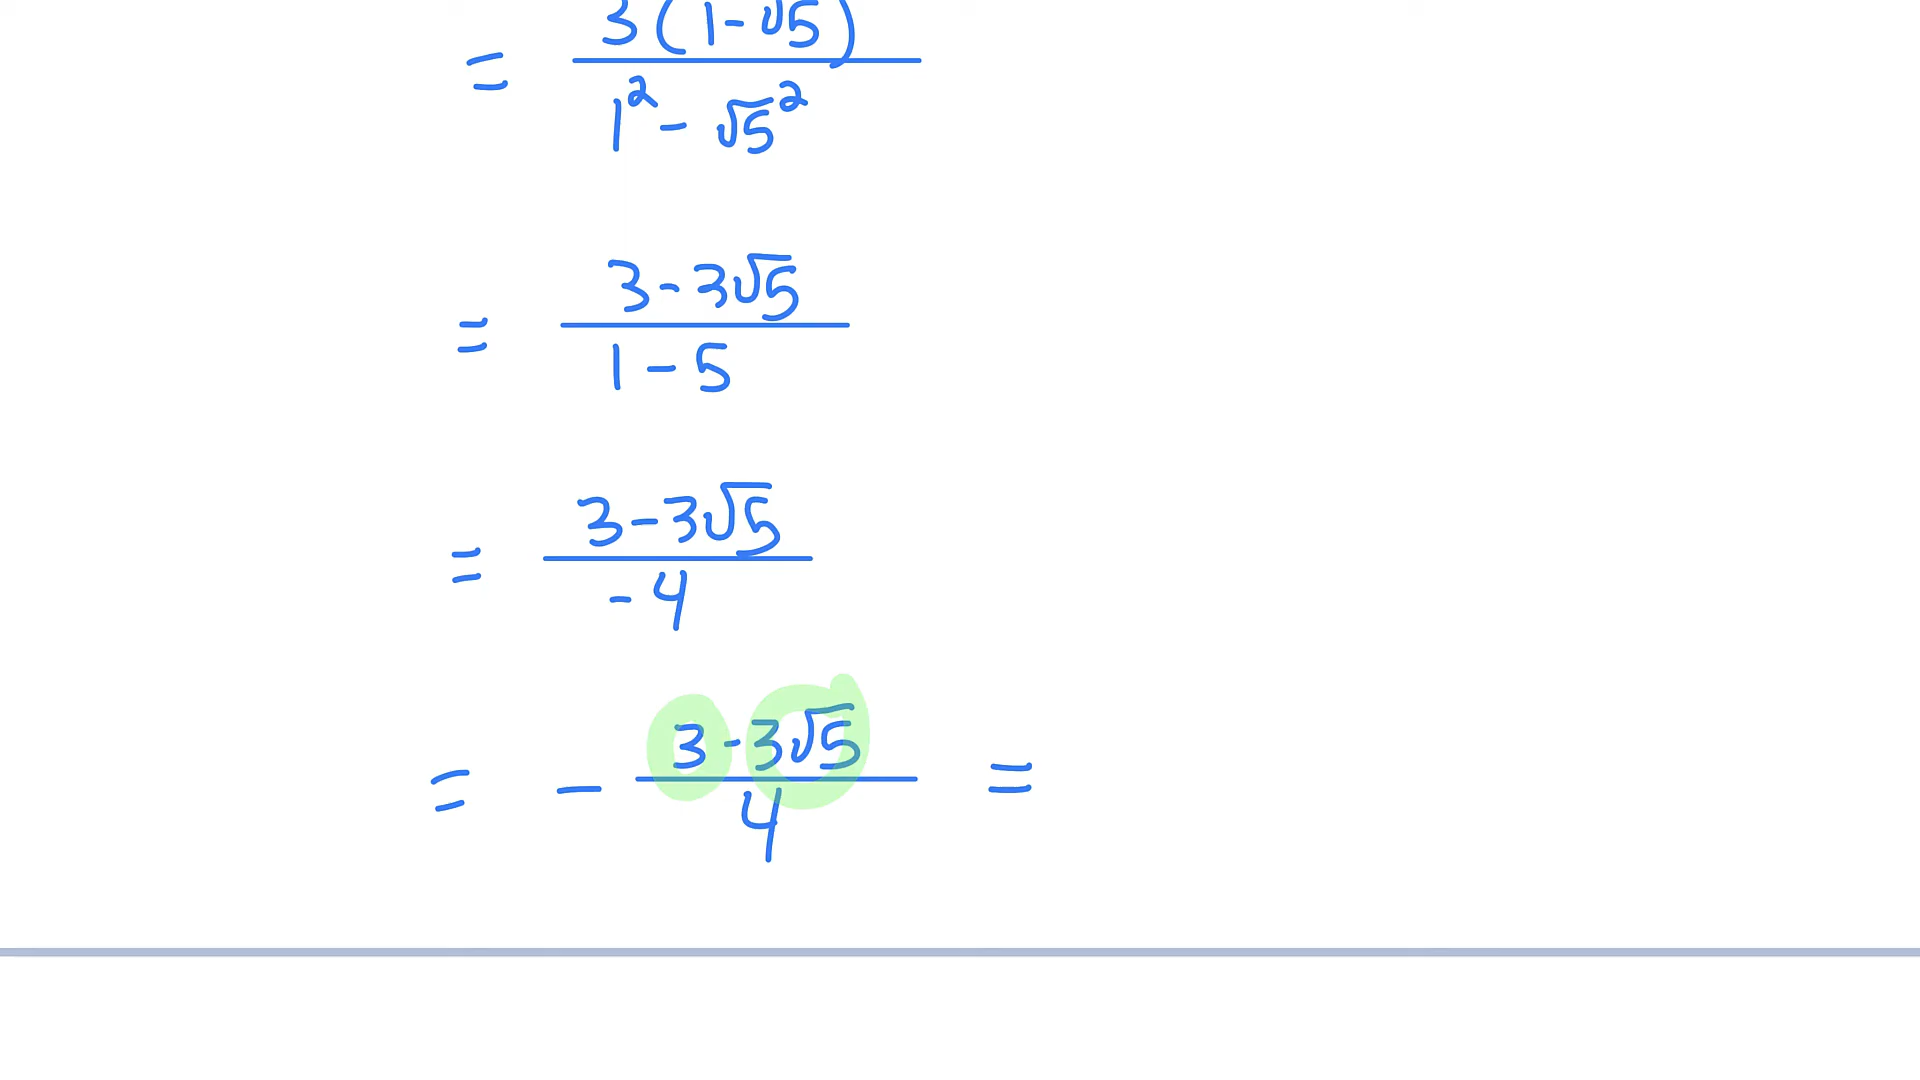 = 3(1-√5) / 1² - √5²
= 3-3√5 / 1-5
= 3-3√5 / -4
= - 3-3√5 / 4 =